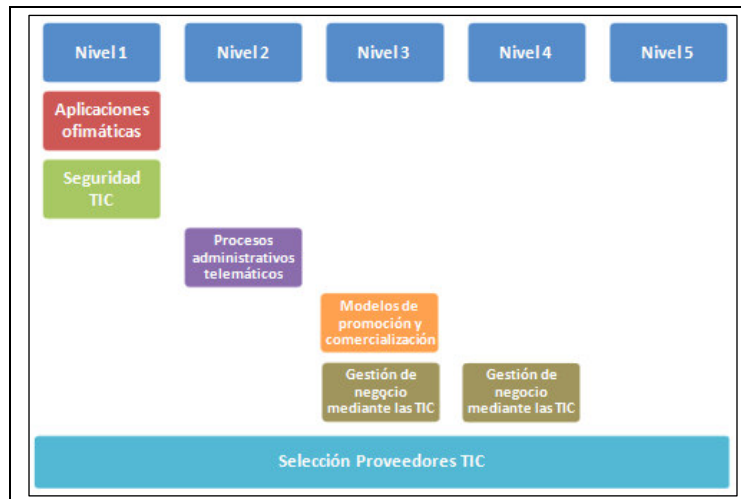 Nivel 1
Nivel 2
Nivel 3
Nivel 4
Nivel 5
Aplicaciones
ofimáticas
Seguridad
TIC
Procesos
administrativos
telemáticos
Modelos de
promoción y
comercialización
Gestión de
negocio
mediante las TIC
Gestión de
negocio
mediante las TIC
Selección Proveedores TIC